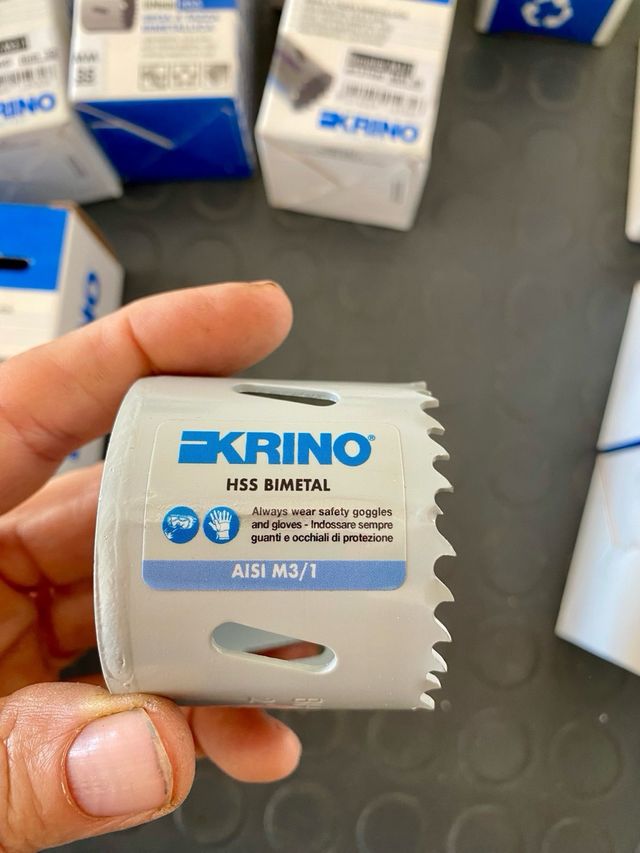 KRINO
KRINO
KRINO®
HSS BIMETAL
Always wear safety goggles
and gloves - Indossare sempre
guanti e occhiali di protezione
AISI M3/1